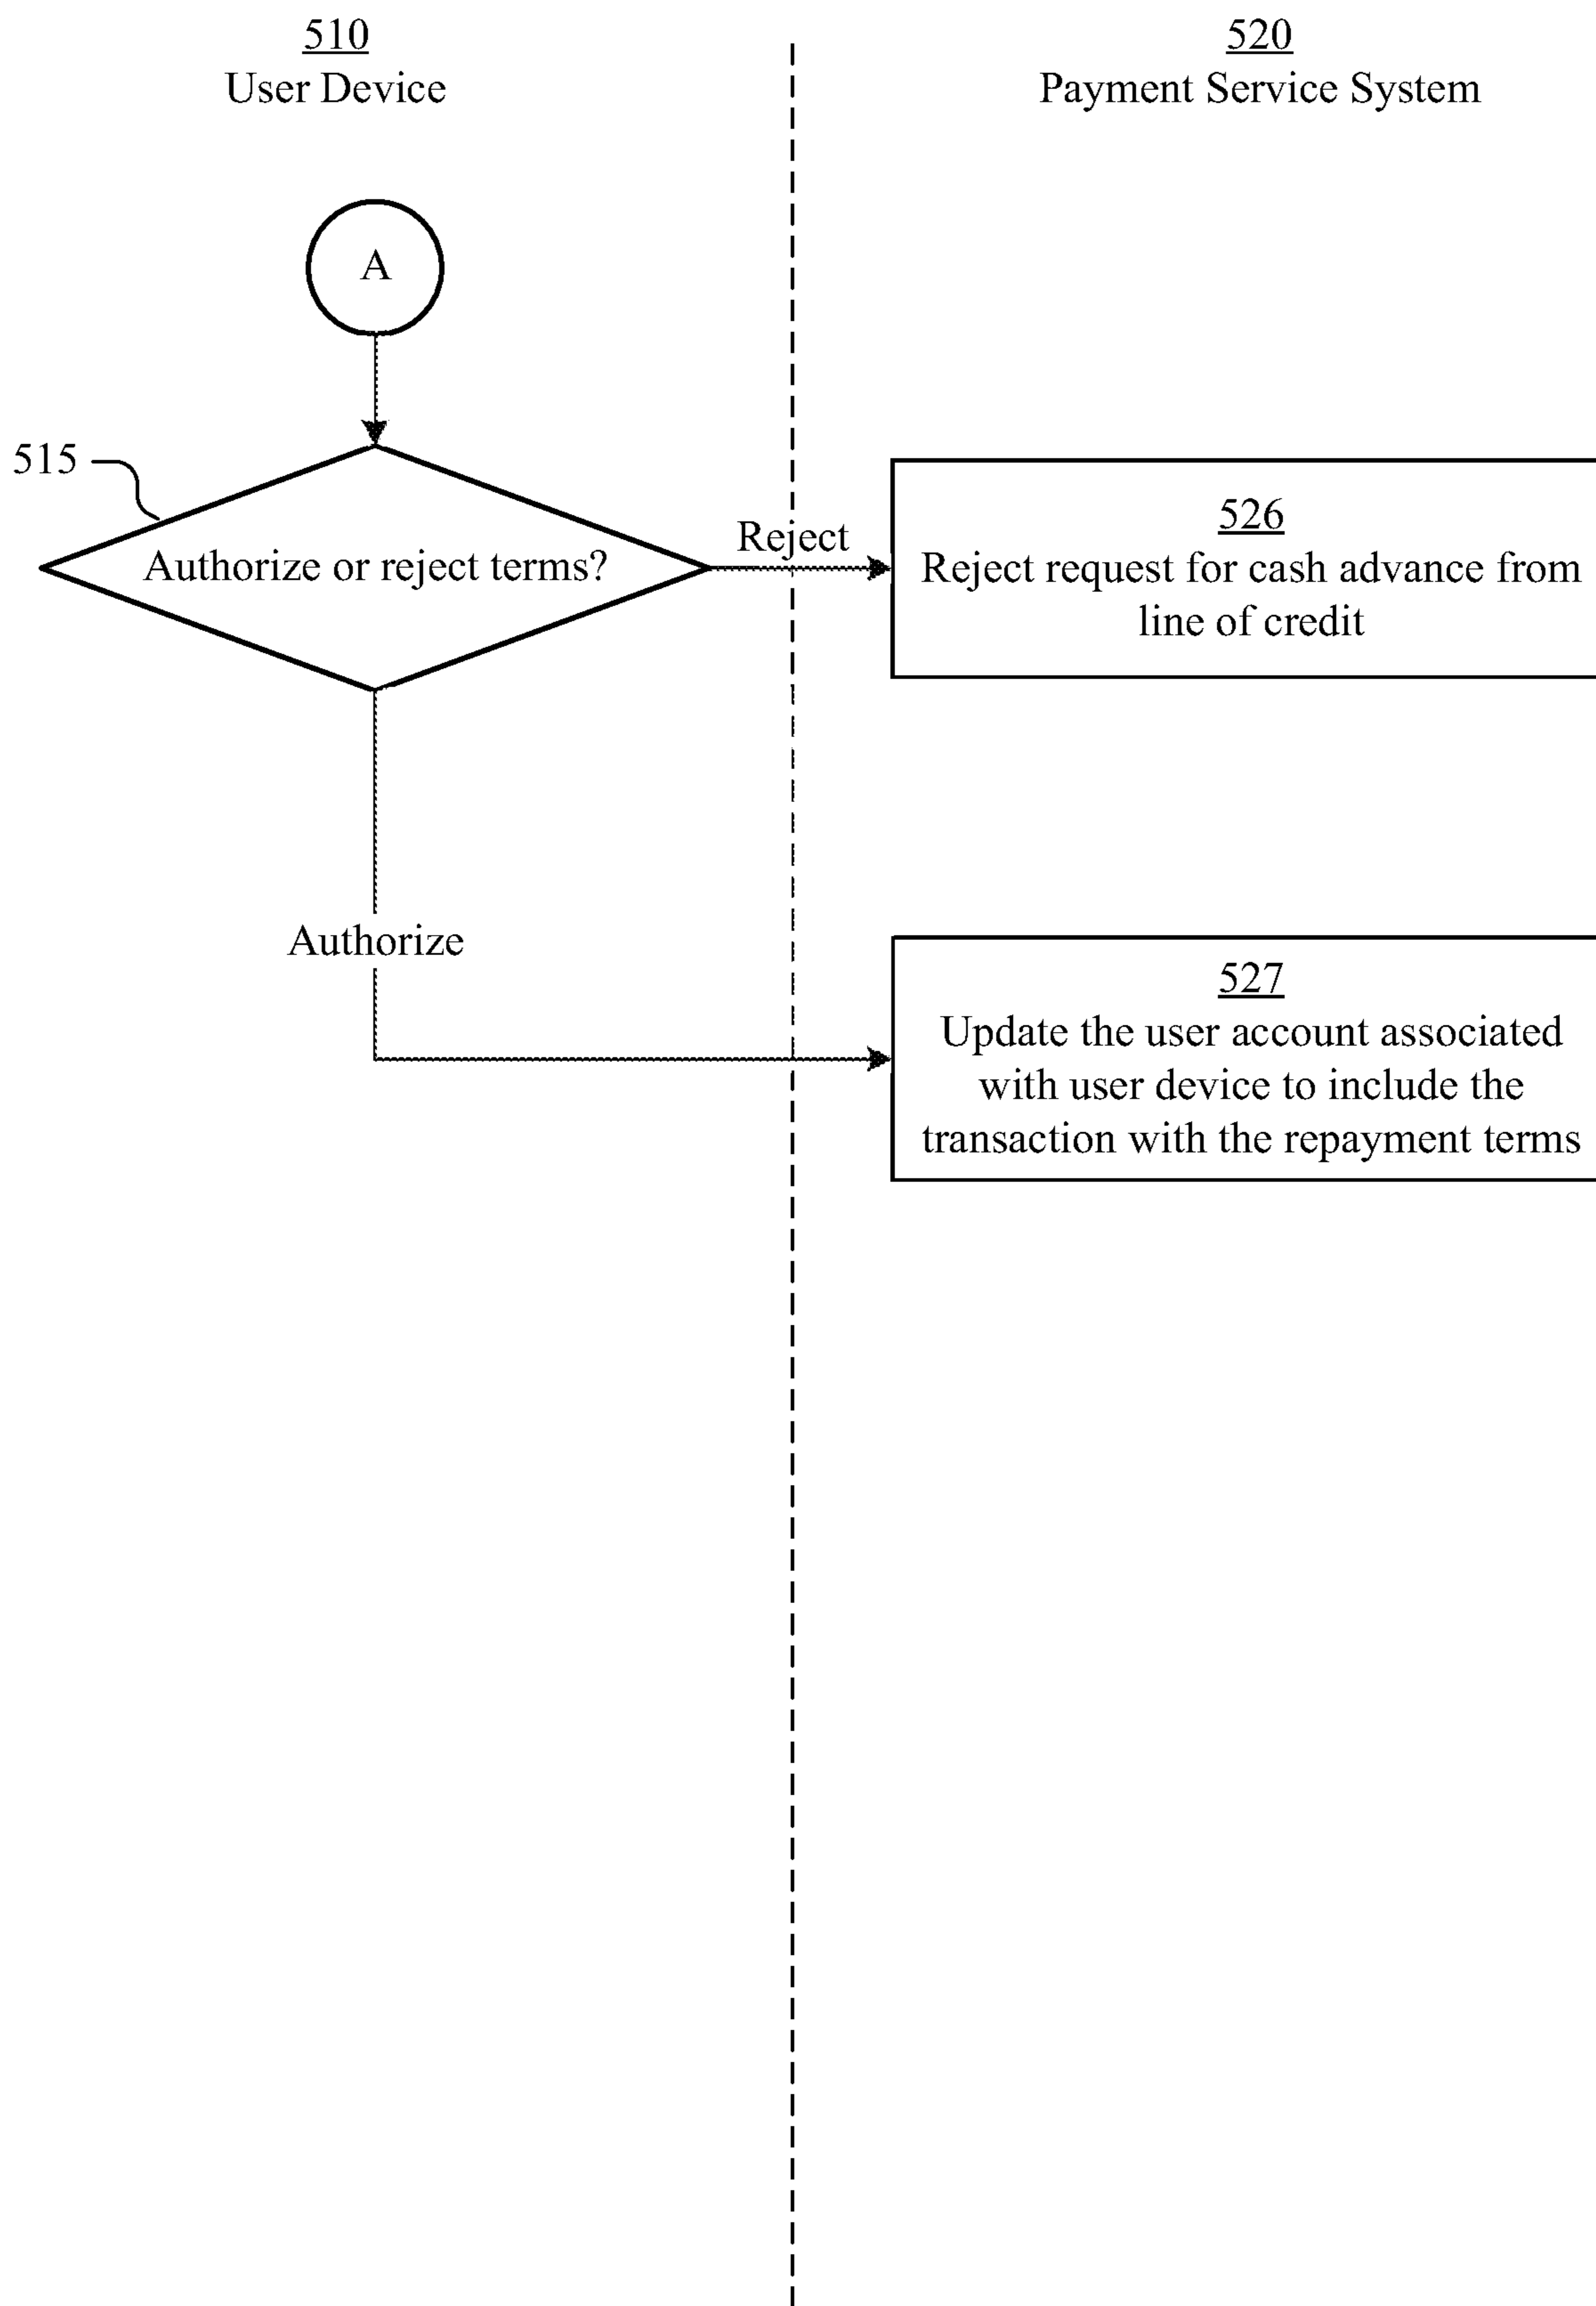 510
User Device
520
Payment Service System
A
515
Authorize or reject terms?
Reject
526
Reject request for cash advance from
line of credit
Authorize
527
Update the user account associated
with user device to include the
transaction with the repayment terms